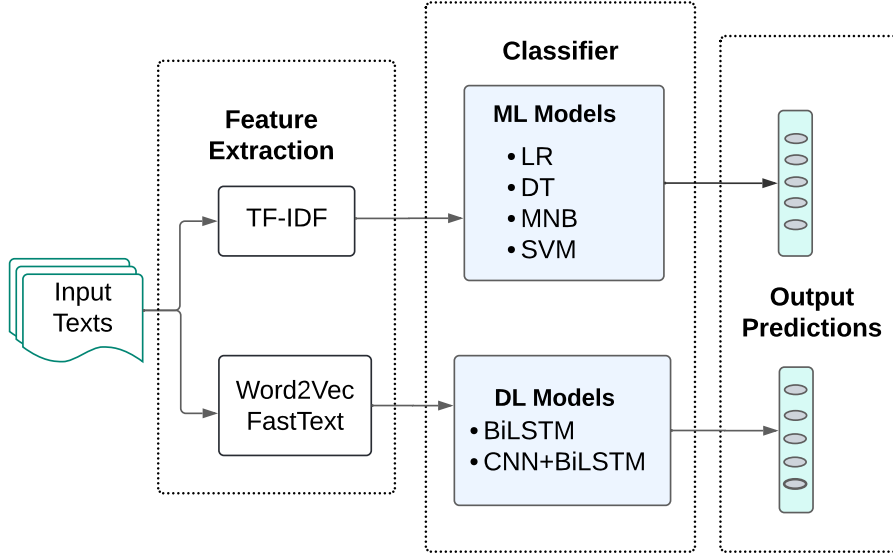 Input
Texts
Feature
Extraction
TF-IDF
Word2Vec
FastText
Classifier
ML Models
• LR
• DT
• MNB
• SVM
DL Models
• BiLSTM
• CNN+BiLSTM
Output
Predictions